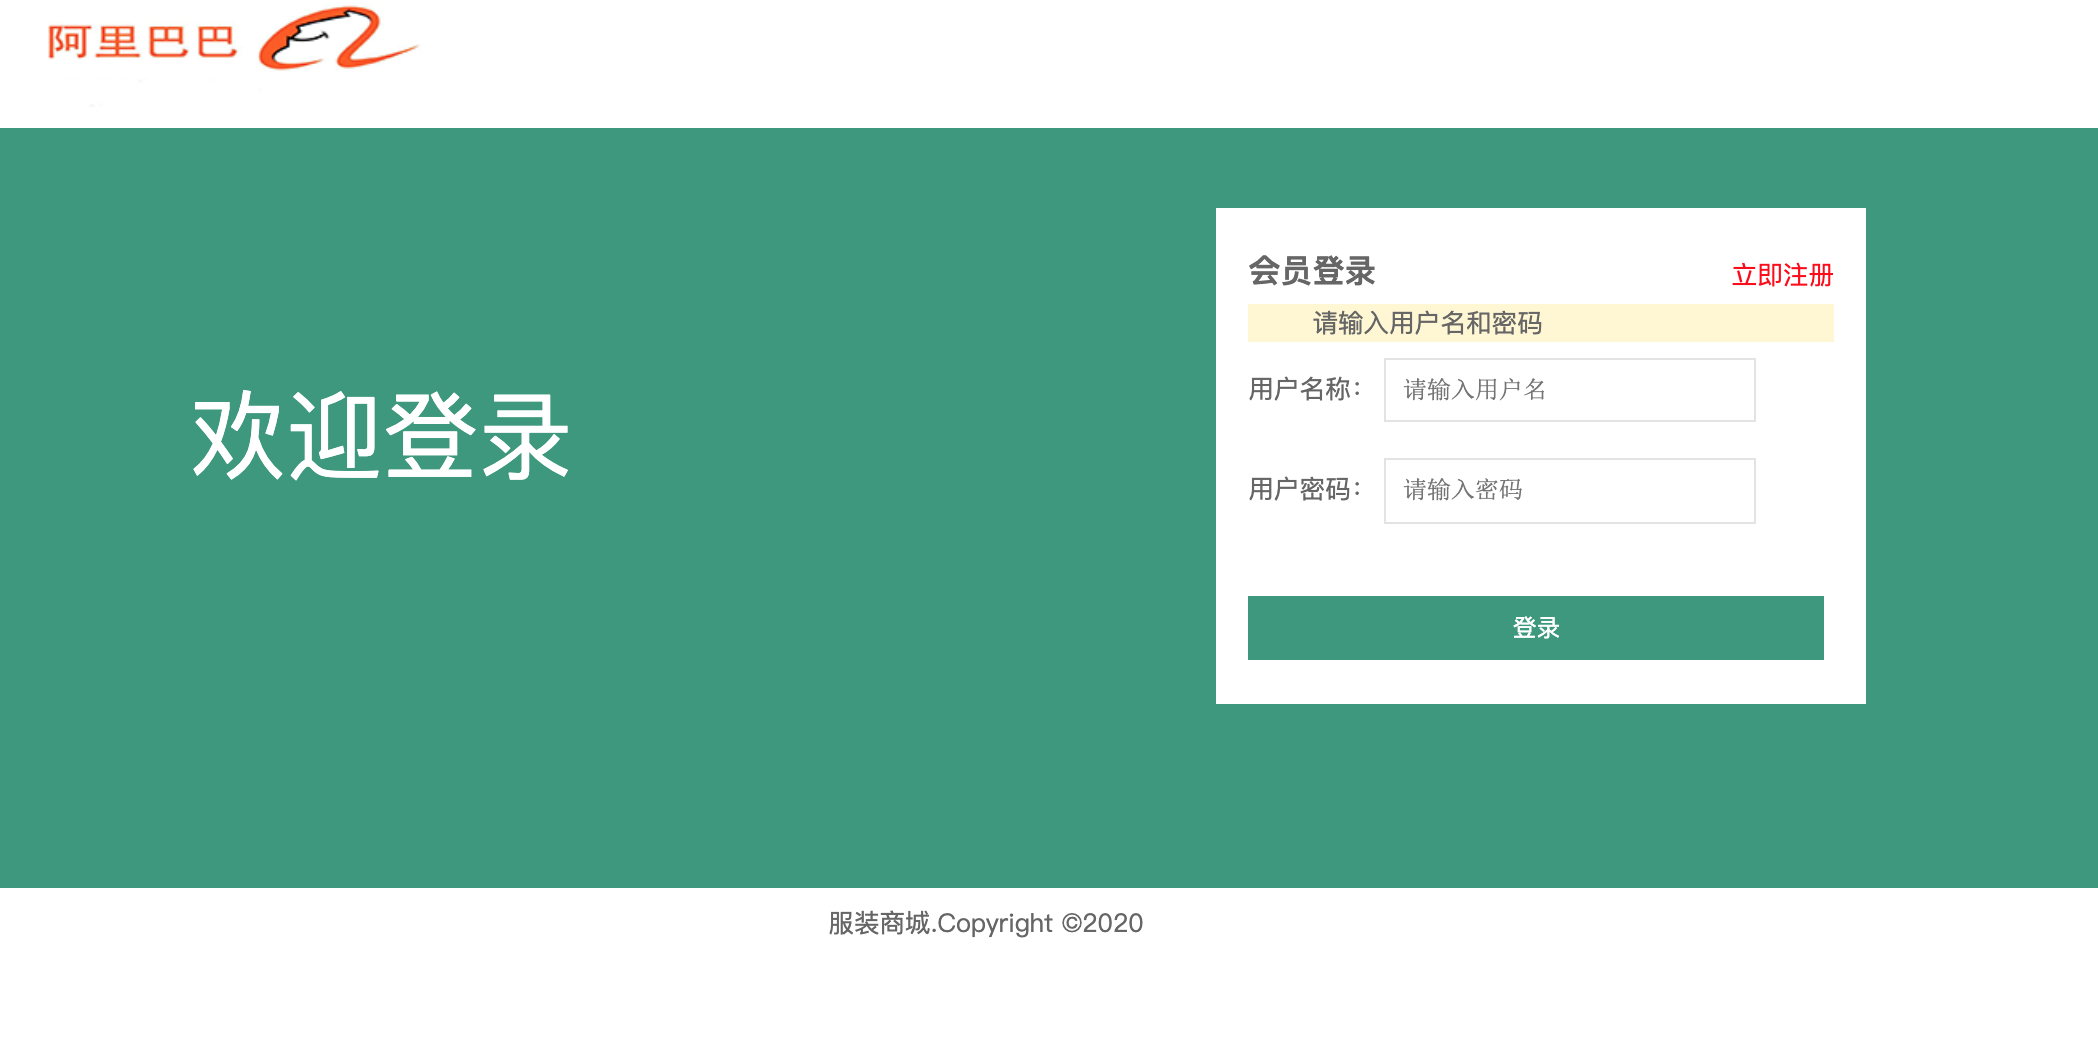 阿里巴巴
欢迎登录
会员登录
立即注册
请输入用户名和密码
用户名称：
请输入用户名
用户密码：
请输入密码
登录
服装商城.Copyright ©2020